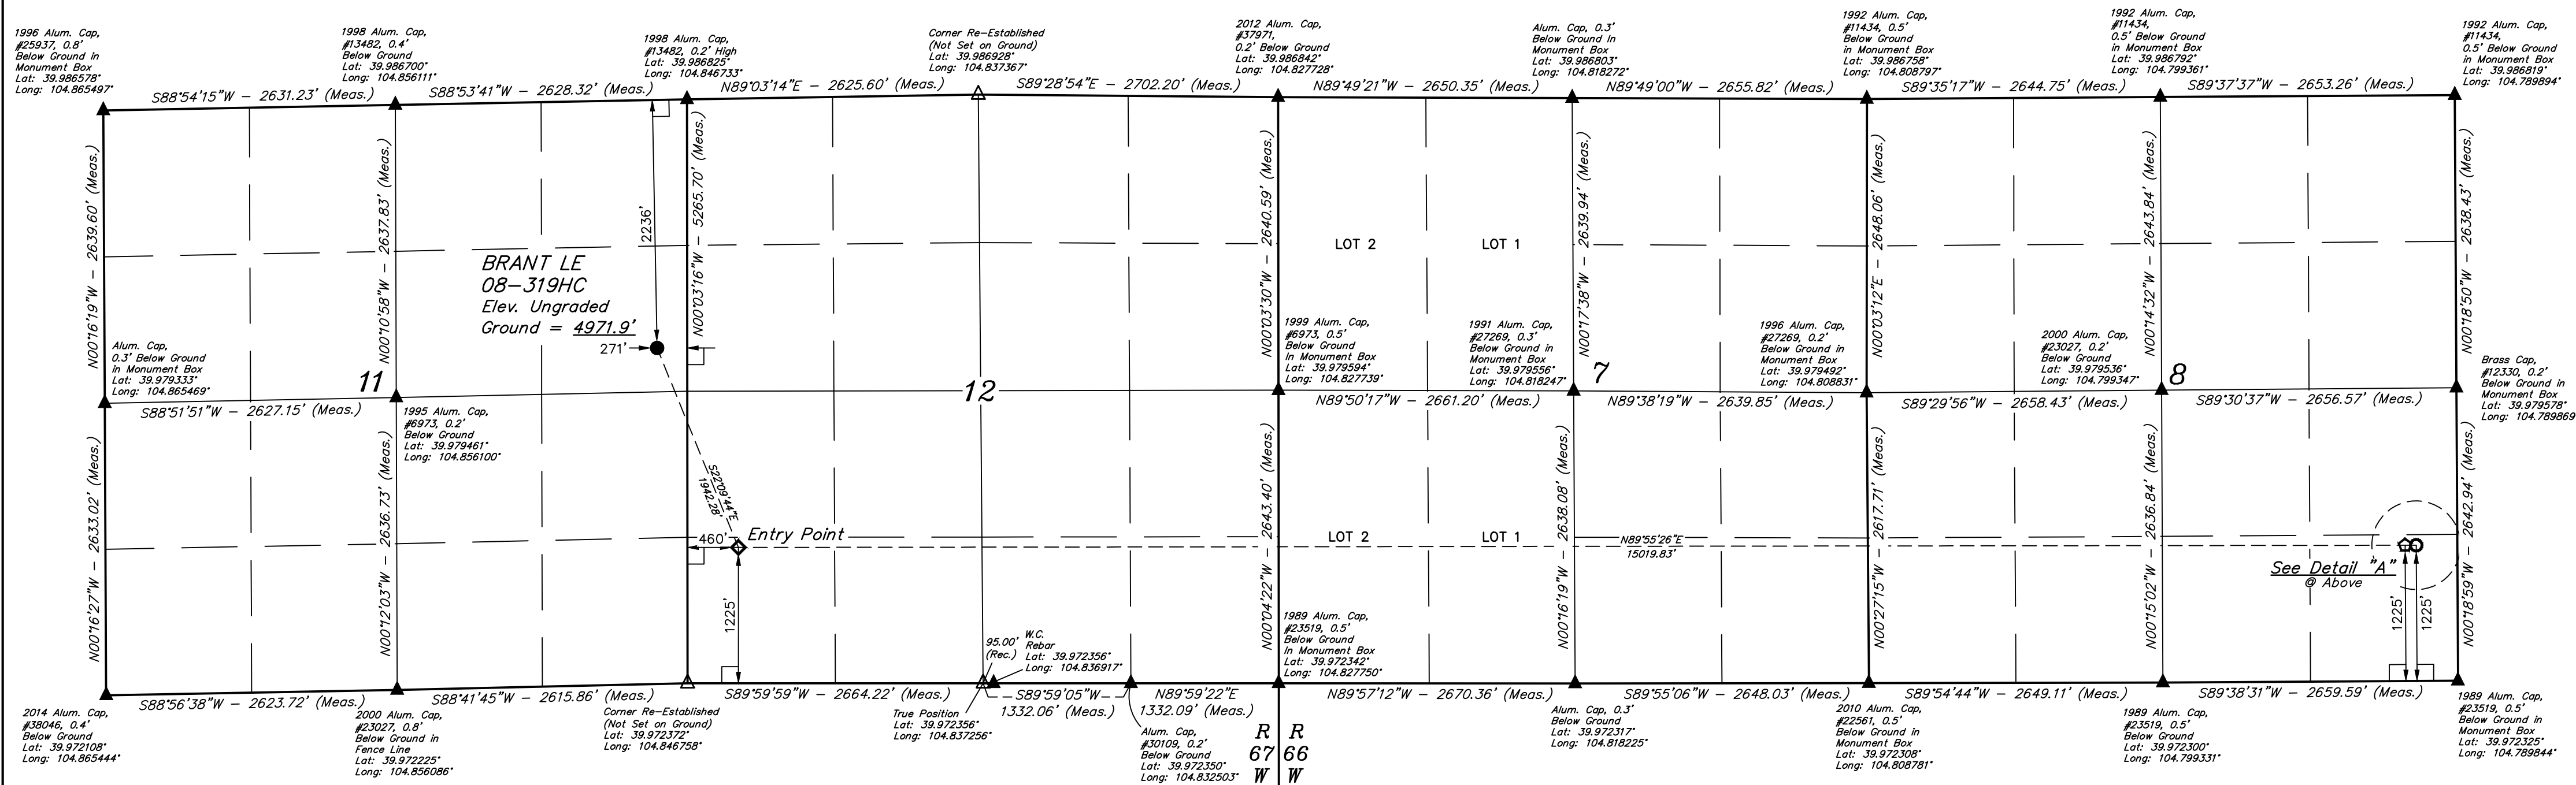 1996 Alum. Cap,
#25937, 0.8'
Below Ground in
Monument Box
Lat: 39.986578°
Long: 104.865497°
1998 Alum. Cap,
#13482, 0.4'
Below Ground
Lat: 39.986700°
Long: 104.856111°
1998 Alum. Cap,
#13482, 0.2' High
Lat: 39.986825°
Long: 104.846733°
Corner Re-Established
(Not Set on Ground)
Lat: 39.986928°
Long: 104.837367°
2012 Alum. Cap,
#37971,
0.2' Below Ground
Lat: 39.986842°
Long: 104.827728°
Alum. Cap, 0.3'
Below Ground In
Monument Box
Lat: 39.986803°
Long: 104.818272°
1992 Alum. Cap,
#11434, 0.5'
Below Ground
in Monument Box
Lat: 39.986758°
Long: 104.808797°
1992 Alum. Cap,
#11434,
0.5' Below Ground
in Monument Box
Lat: 39.986792°
Long: 104.799361°
1992 Alum. Cap,
#11434,
0.5' Below Ground
in Monument Box
Lat: 39.986819°
Long: 104.789894°
S88°54'15"W - 2631.23' (Meas.)
S88°53'41"W - 2628.32' (Meas.)
N89°03'14"E - 2625.60' (Meas.)
S89°28'54"E - 2702.20' (Meas.)
N89°49'21"W - 2650.35' (Meas.)
N89°49'00"W - 2655.82' (Meas.)
S89°35'17"W - 2644.75' (Meas.)
S89°37'37"W - 2653.26' (Meas.)
N00°16'19"W - 2639.60' (Meas.)
N00°10'58"W - 2637.83' (Meas.)
2236'
N00°03'16"W - 5265.70' (Meas.)
N00°03'30"W - 2640.59' (Meas.)
N00°17'38"W - 2639.94' (Meas.)
N00°03'12"E - 2648.06' (Meas.)
N00°14'32"W - 2643.84' (Meas.)
N00°18'50"W - 2638.43' (Meas.)
LOT 2
LOT 1
BRANT LE
08-319HC
Elev. Ungraded
Ground = 4971.9'
271'
Alum. Cap,
0.3' Below Ground
in Monument Box
Lat: 39.979333°
Long: 104.865469°
11
12
7
8
1999 Alum. Cap,
#6973, 0.5'
Below Ground
In Monument Box
Lat: 39.979594°
Long: 104.827739°
1991 Alum. Cap,
#27269, 0.3'
Below Ground in
Monument Box
Lat: 39.979556°
Long: 104.818247°
1996 Alum. Cap,
#27269, 0.2'
Below Ground in
Monument Box
Lat: 39.979492°
Long: 104.808831°
2000 Alum. Cap,
#23027, 0.2'
Below Ground
Lat: 39.979536°
Long: 104.799347°
Brass Cap,
#12330, 0.2'
Below Ground in
Monument Box
Lat: 39.979578°
Long: 104.789869°
S88°51'51"W - 2627.15' (Meas.)
1995 Alum. Cap,
#6973, 0.2'
Below Ground
Lat: 39.979461°
Long: 104.856100°
N89°50'17"W - 2661.20' (Meas.)
N89°38'19"W - 2639.85' (Meas.)
S89°29'56"W - 2658.43' (Meas.)
S89°30'37"W - 2656.57' (Meas.)
N00°16'27"W - 2633.02' (Meas.)
N00°12'03"W - 2636.73' (Meas.)
S22°09'44"E
1942.28'
N00°04'22"W - 2643.40' (Meas.)
N00°16'19"W - 2638.08' (Meas.)
N00°27'15"W - 2617.71' (Meas.)
N00°15'02"W - 2636.84' (Meas.)
N00°18'59"W - 2642.94' (Meas.)
460'
Entry Point
LOT 2
LOT 1
N89°55'26"E
15019.83'
See Detail "A"
@ Above
1225'
1225'
1225'
95.00'
(Rec.)
W.C.
Rebar
Lat: 39.972356°
Long: 104.836917°
1989 Alum. Cap,
#23519, 0.5'
Below Ground
In Monument Box
Lat: 39.972342°
Long: 104.827750°
S88°56'38"W - 2623.72' (Meas.)
S88°41'45"W - 2615.86' (Meas.)
S89°59'59"W - 2664.22' (Meas.)
S89°59'05"W
1332.06' (Meas.)
N89°59'22"E
1332.09' (Meas.)
N89°57'12"W - 2670.36' (Meas.)
S89°55'06"W - 2648.03' (Meas.)
S89°54'44"W - 2649.11' (Meas.)
S89°38'31"W - 2659.59' (Meas.)
2014 Alum. Cap,
#38046, 0.4'
Below Ground
Lat: 39.972108°
Long: 104.865444°
2000 Alum. Cap,
#23027, 0.8'
Below Ground in
Fence Line
Lat: 39.972225°
Long: 104.856086°
Corner Re-Established
(Not Set on Ground)
Lat: 39.972372°
Long: 104.846758°
True Position
Lat: 39.972356°
Long: 104.837256°
Alum. Cap,
#30109, 0.2'
Below Ground
Lat: 39.972350°
Long: 104.832503°
R R
67 66
W W
Alum. Cap, 0.3'
Below Ground
Lat: 39.972317°
Long: 104.818225°
2010 Alum. Cap,
#22561, 0.5'
Below Ground in
Monument Box
Lat: 39.972308°
Long: 104.808781°
1989 Alum. Cap,
#23519, 0.5'
Below Ground
Lat: 39.972300°
Long: 104.799331°
1989 Alum. Cap,
#23519, 0.5'
Below Ground in
Monument Box
Lat: 39.972325°
Long: 104.789844°